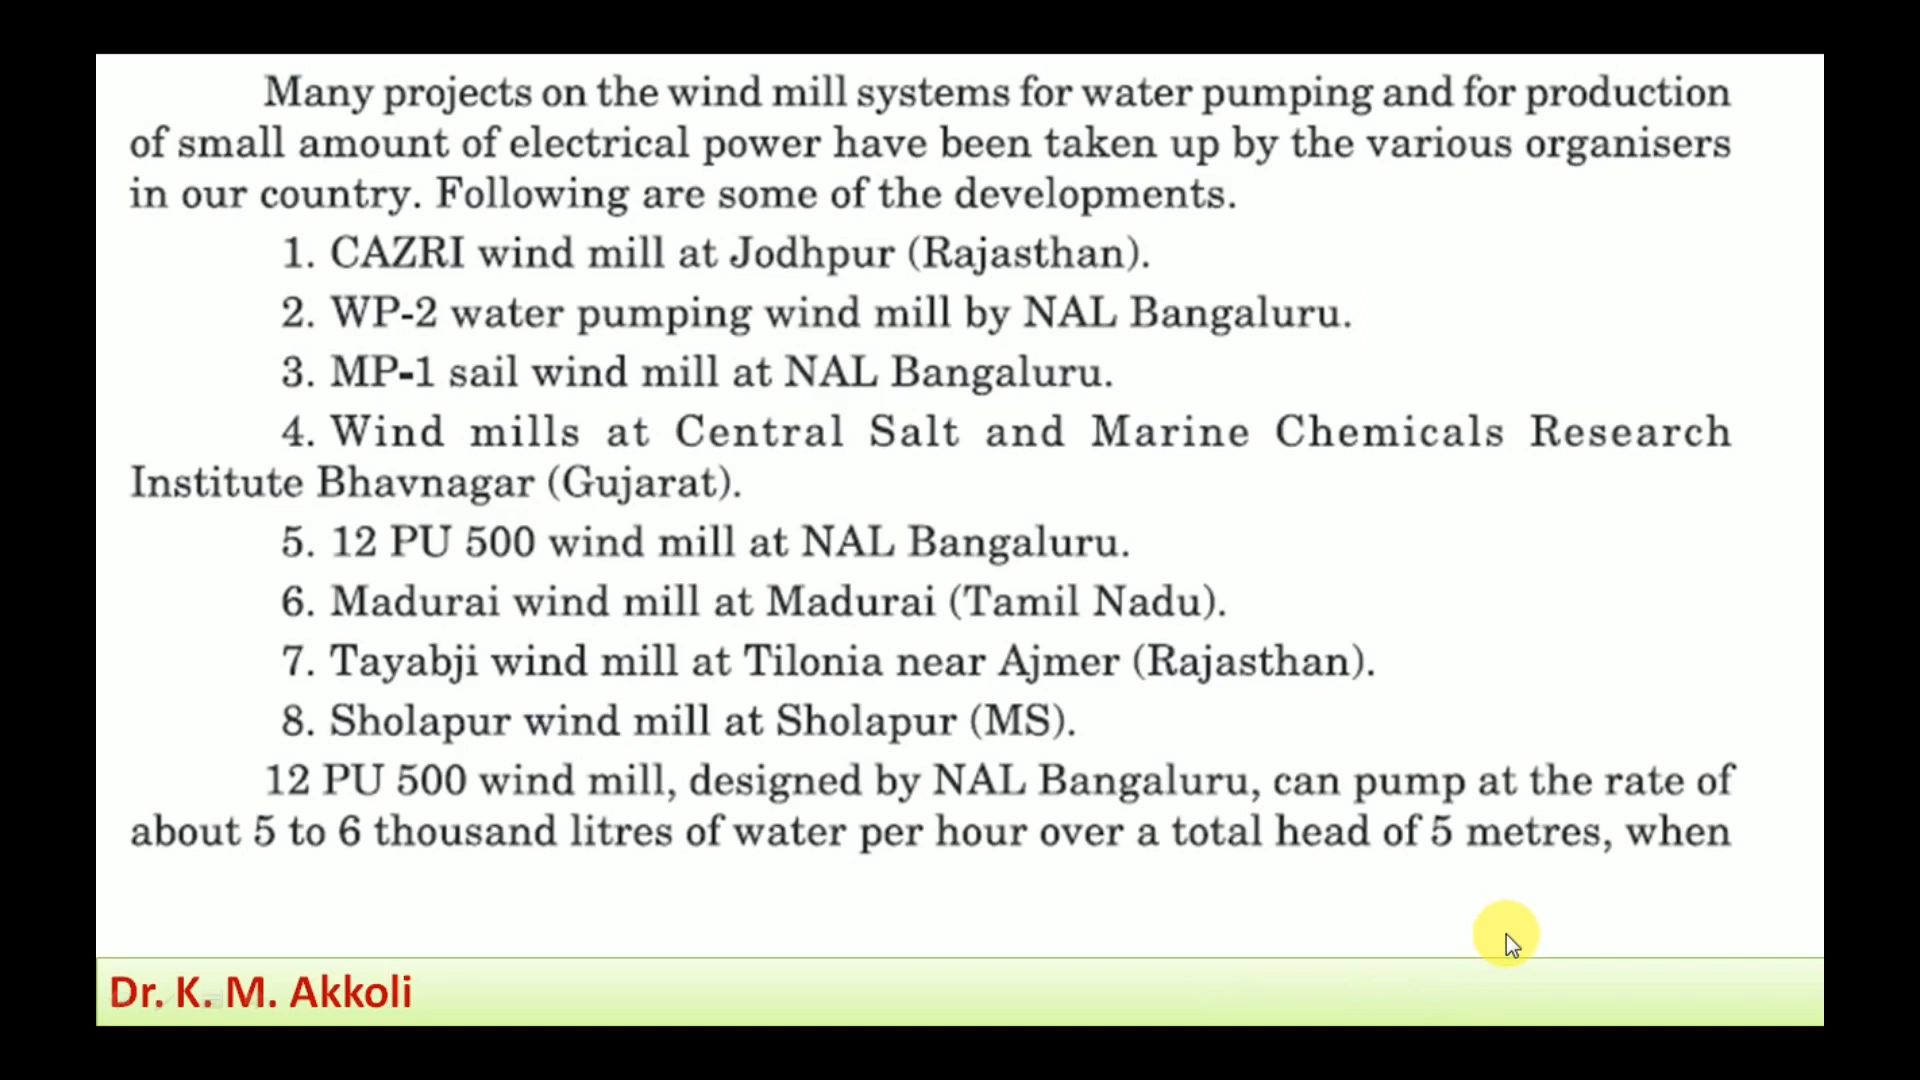 Many projects on the wind mill systems for water pumping and for production
of small amount of electrical power have been taken up by the various organisers
in our country. Following are some of the developments.
1. CAZRI wind mill at Jodhpur (Rajasthan).
2. WP-2 water pumping wind mill by NAL Bangaluru.
3. MP-1 sail wind mill at NAL Bangaluru.
4. Wind mills at Central Salt and Marine Chemicals Research
Institute Bhavnagar (Gujarat).
5. 12 PU 500 wind mill at NAL Bangaluru.
6. Madurai wind mill at Madurai (Tamil Nadu).
7. Tayabji wind mill at Tilonia near Ajmer (Rajasthan).
8. Sholapur wind mill at Sholapur (MS).
12 PU 500 wind mill, designed by NAL Bangaluru, can pump at the rate of
about 5 to 6 thousand litres of water per hour over a total head of 5 metres, when
Dr. K. M. Akkoli